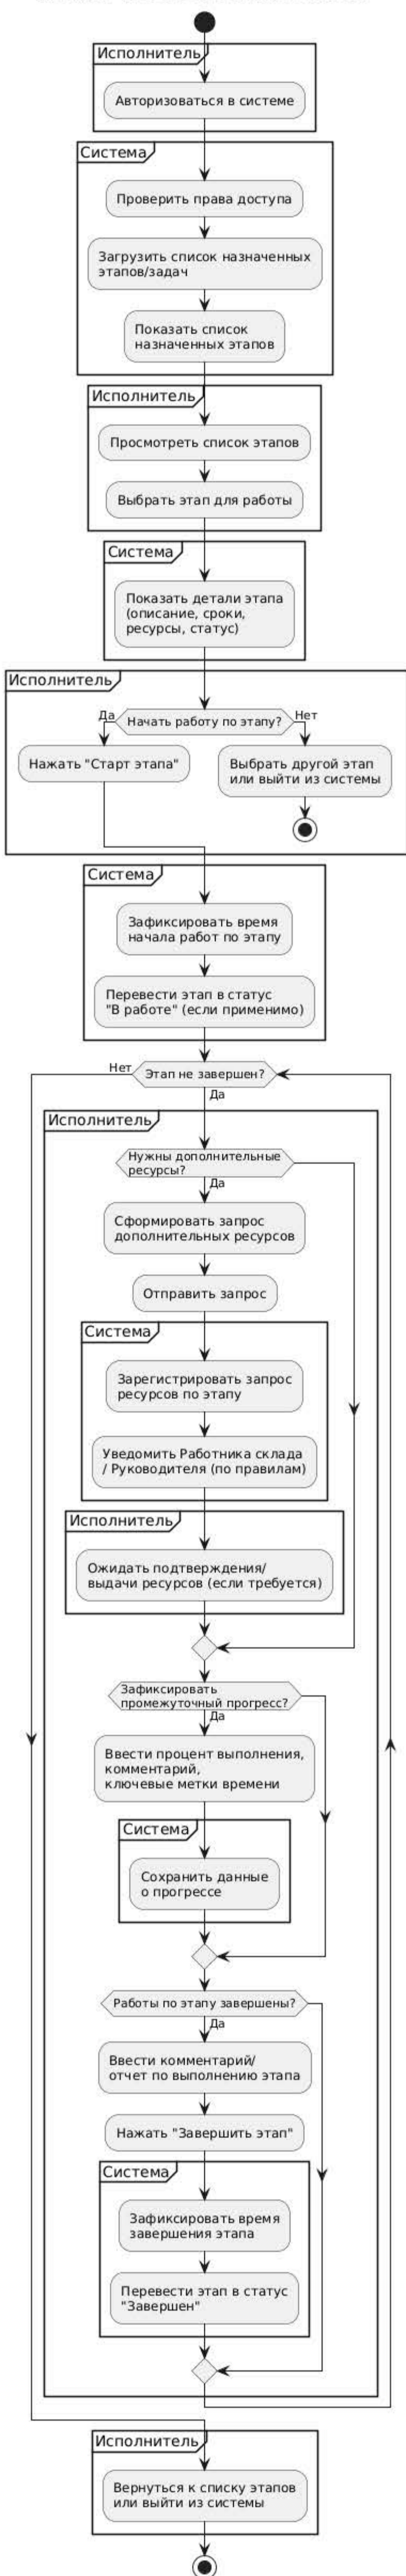 Исполнитель
Авторизоваться в системе
Система
Проверить права доступа
Загрузить список назначенных
этапов/задач
Показать список
назначенных этапов
Исполнитель
Просмотреть список этапов
Выбрать этап для работы
Система
Показать детали этапа
(описание, сроки,
ресурсы, статус)
Исполнитель
Да
Начать работу по этапу?
Нет
Нажать "Старт этапа"
Выбрать другой этап
или выйти из системы
Система
Зафиксировать время
начала работ по этапу
Перевести этап в статус
"В работе" (если применимо)
Нет
Этап не завершен?
Да
Исполнитель
Нужны дополнительные
ресурсы?
Да
Сформировать запрос
дополнительных ресурсов
Отправить запрос
Система
Зарегистрировать запрос
ресурсов по этапу
Уведомить Работника склада
/ Руководителя (по правилам)
Исполнитель
Ожидать подтверждения/
выдачи ресурсов (если требуется)
Зафиксировать
промежуточный прогресс?
Да
Ввести процент выполнения,
комментарий,
ключевые метки времени
Система
Сохранить данные
о прогрессе
Работы по этапу завершены?
Да
Ввести комментарий/
отчет по выполнению этапа
Нажать "Завершить этап"
Система
Зафиксировать время
завершения этапа
Перевести этап в статус
"Завершен"
Исполнитель
Вернуться к списку этапов
или выйти из системы